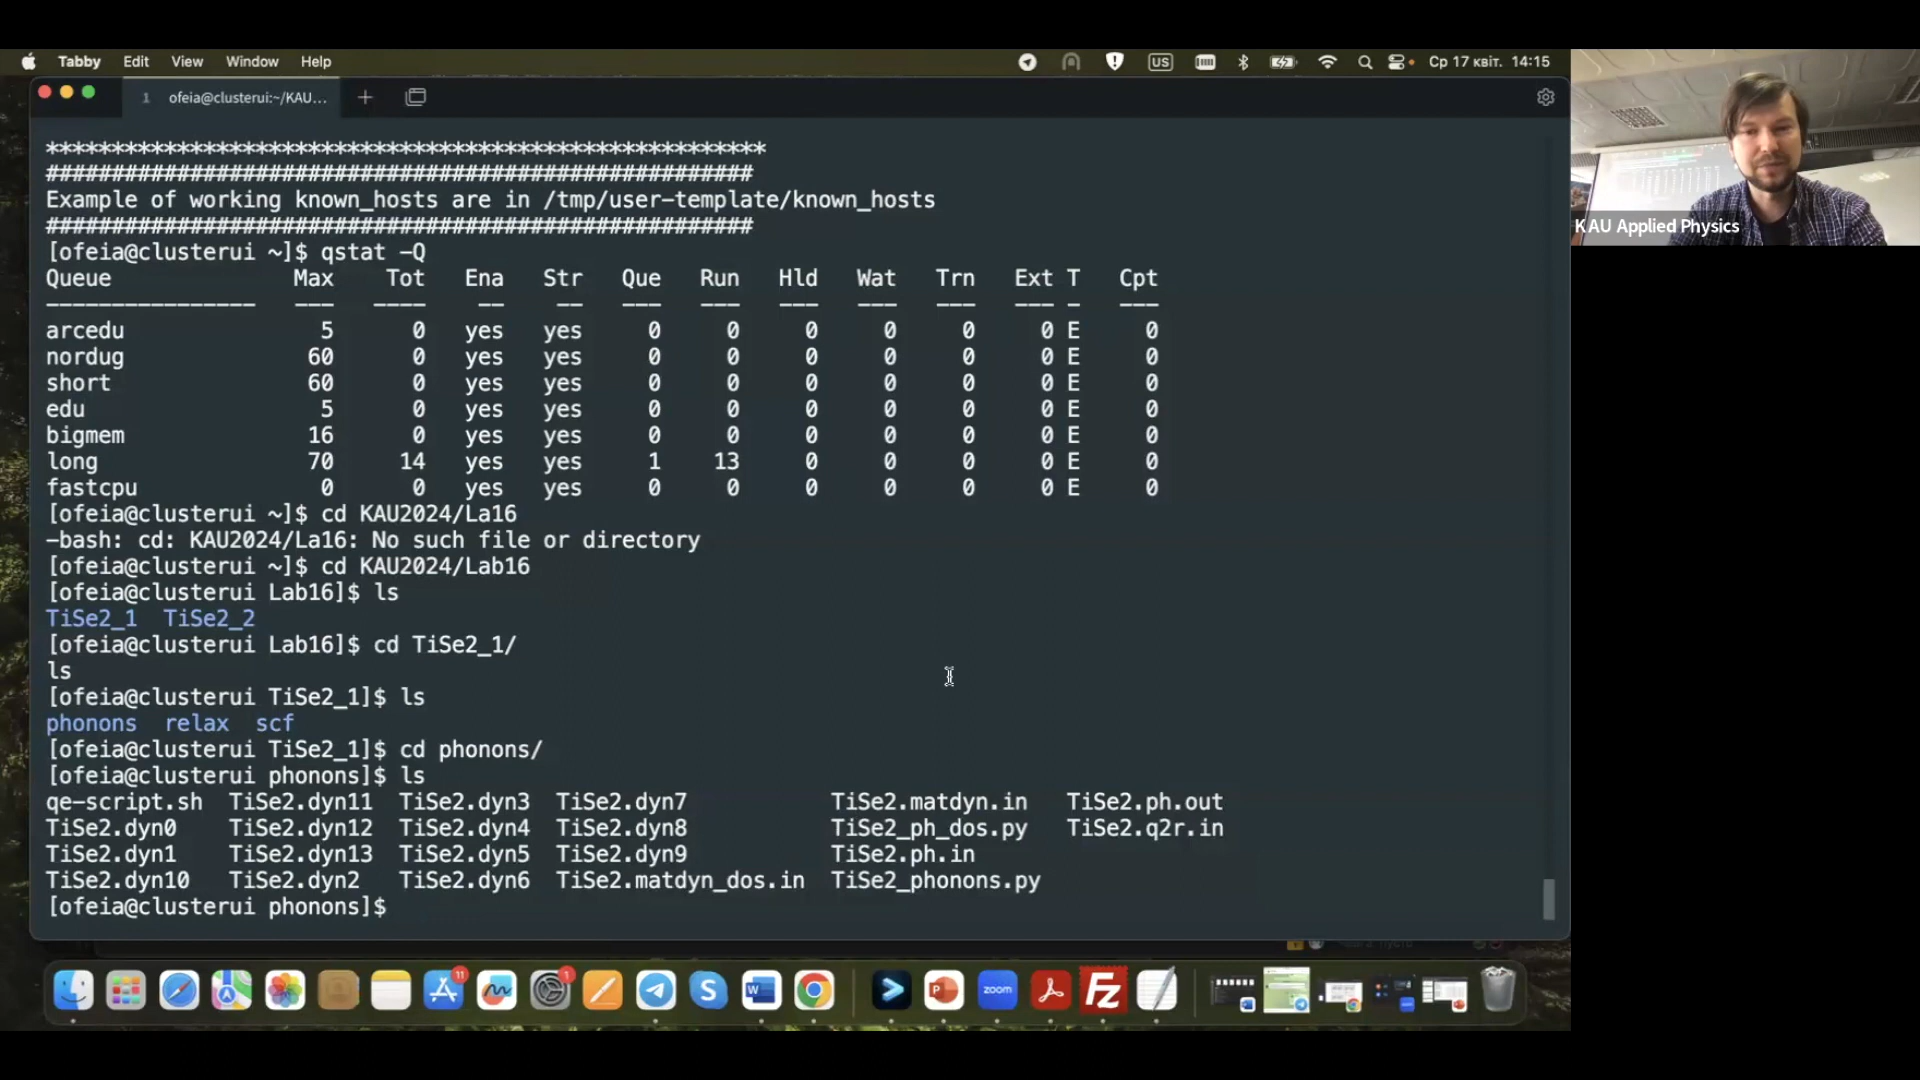 Tabby Edit View Window Help US Ср 17 квіт. 14:15
1 ofeia@clusterui:~/KAU...
*******************************************************
######################################################
Example of working known_hosts are in /tmp/user-template/known_hosts
######################################################
[ofeia@clusterui ~]$ qstat -Q
Queue Max Tot Ena Str Que Run Hld Wat Trn Ext T Cpt
---------------- --- ---- -- -- --- --- --- --- --- --- - ---
arcedu 5 0 yes yes 0 0 0 0 0 0 E 0
nordug 60 0 yes yes 0 0 0 0 0 0 E 0
short 60 0 yes yes 0 0 0 0 0 0 E 0
edu 5 0 yes yes 0 0 0 0 0 0 E 0
bigmem 16 0 yes yes 0 0 0 0 0 0 E 0
long 70 14 yes yes 1 13 0 0 0 0 E 0
fastcpu 0 0 yes yes 0 0 0 0 0 0 E 0
[ofeia@clusterui ~]$ cd KAU2024/La16
-bash: cd: KAU2024/La16: No such file or directory
[ofeia@clusterui ~]$ cd KAU2024/Lab16
[ofeia@clusterui Lab16]$ ls
TiSe2_1 TiSe2_2
[ofeia@clusterui Lab16]$ cd TiSe2_1/
ls
[ofeia@clusterui TiSe2_1]$ ls
phonons relax scf
[ofeia@clusterui TiSe2_1]$ cd phonons/
[ofeia@clusterui phonons]$ ls
qe-script.sh TiSe2.dyn11 TiSe2.dyn3 TiSe2.dyn7 TiSe2.matdyn.in TiSe2.ph.out
TiSe2.dyn0 TiSe2.dyn12 TiSe2.dyn4 TiSe2.dyn8 TiSe2_ph_dos.py TiSe2.q2r.in
TiSe2.dyn1 TiSe2.dyn13 TiSe2.dyn5 TiSe2.dyn9 TiSe2.ph.in
TiSe2.dyn10 TiSe2.dyn2 TiSe2.dyn6 TiSe2.matdyn_dos.in TiSe2_phonons.py
[ofeia@clusterui phonons]$
KAU Applied Physics
11
1
zoom